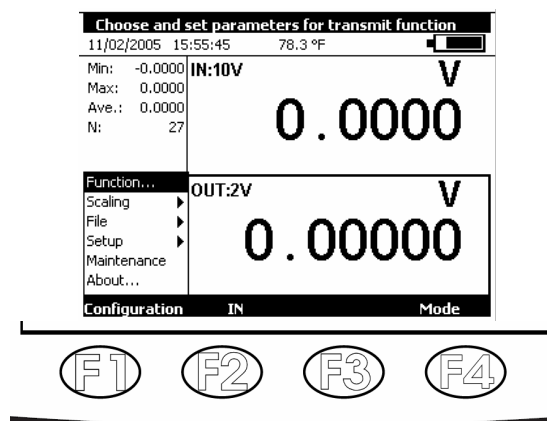 Choose and set parameters for transmit function
11/02/2005 15:55:45 78.3 °F
Min: -0.0000
Max: 0.0000
Ave.: 0.0000
N: 27
IN:10V V
0.0000
Function...
Scaling
File
Setup
Maintenance
About...
OUT:2V V
0.00000
Configuration IN Mode
F1 F2 F3 F4